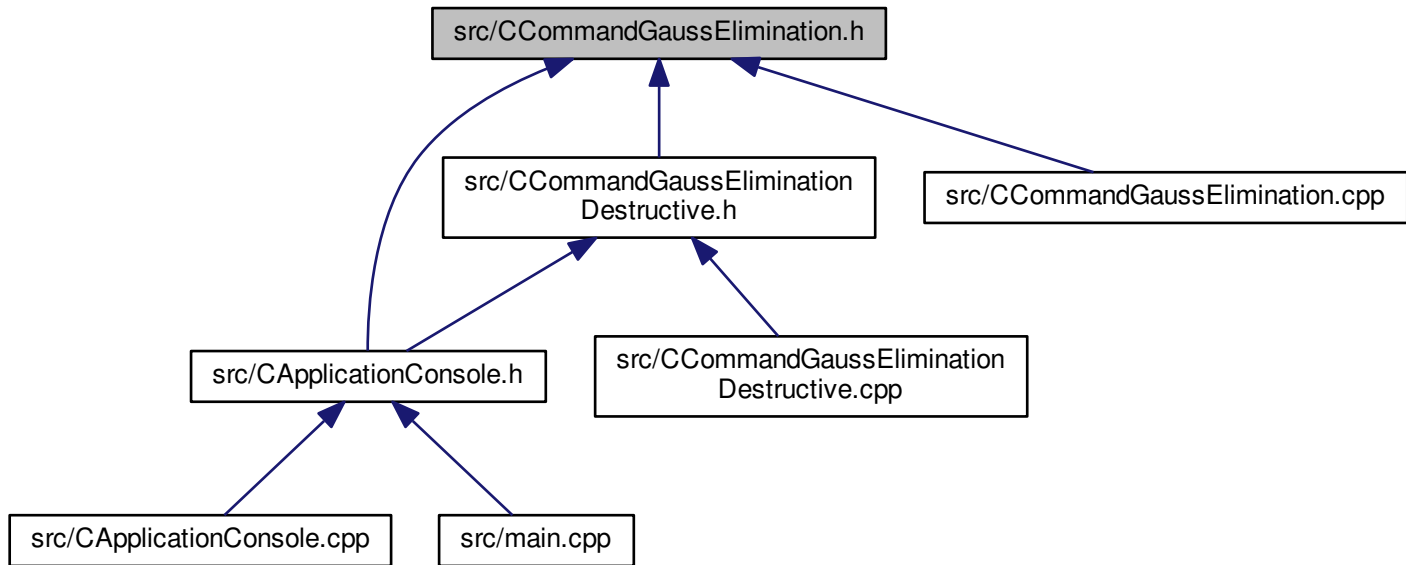 src/CCommandGaussElimination.h
src/CCommandGaussElimination
Destructive.h
src/CCommandGaussElimination.cpp
src/CApplicationConsole.h
src/CCommandGaussElimination
Destructive.cpp
src/CApplicationConsole.cpp
src/main.cpp